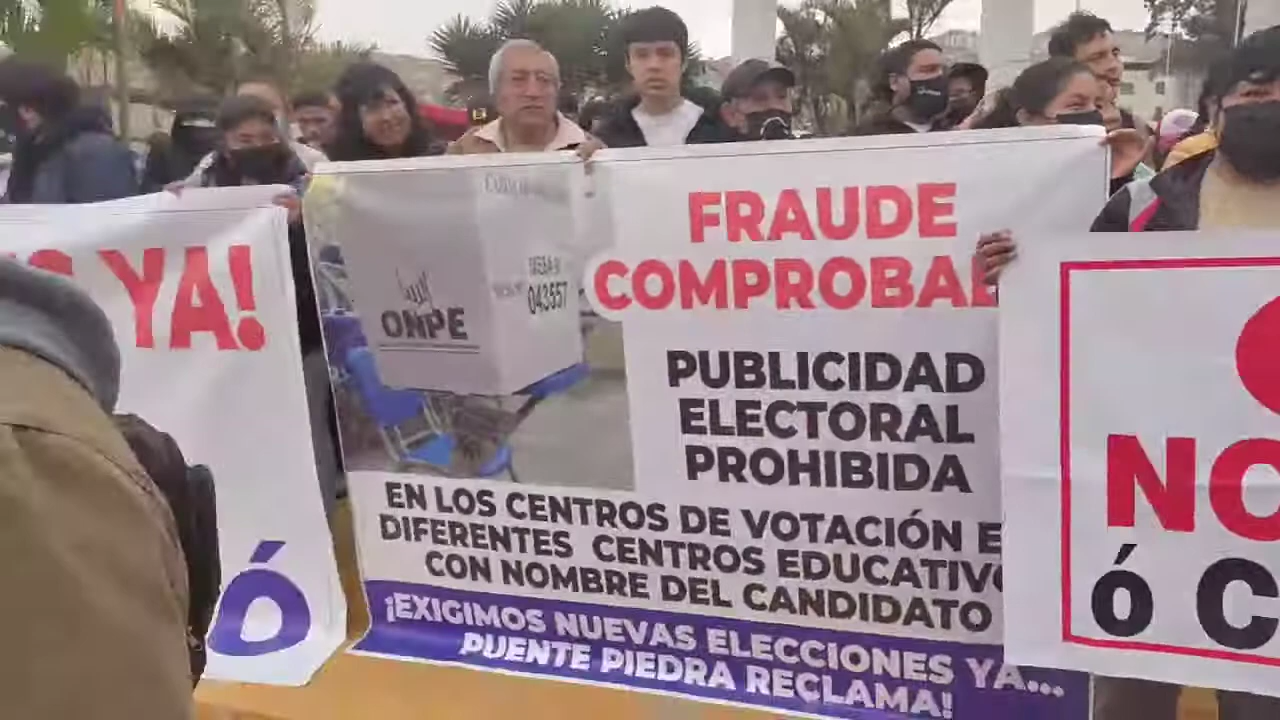 YA!
Ó
ONPE
043557
FRAUDE
COMPROBAD
PUBLICIDAD
ELECTORAL
PROHIBIDA
EN LOS CENTROS DE VOTACIÓN E
DIFERENTES CENTROS EDUCATIVO
CON NOMBRE DEL CANDIDATO
¡EXIGIMOS NUEVAS ELECCIONES YA...
PUENTE PIEDRA RECLAMA!
NO
ó C